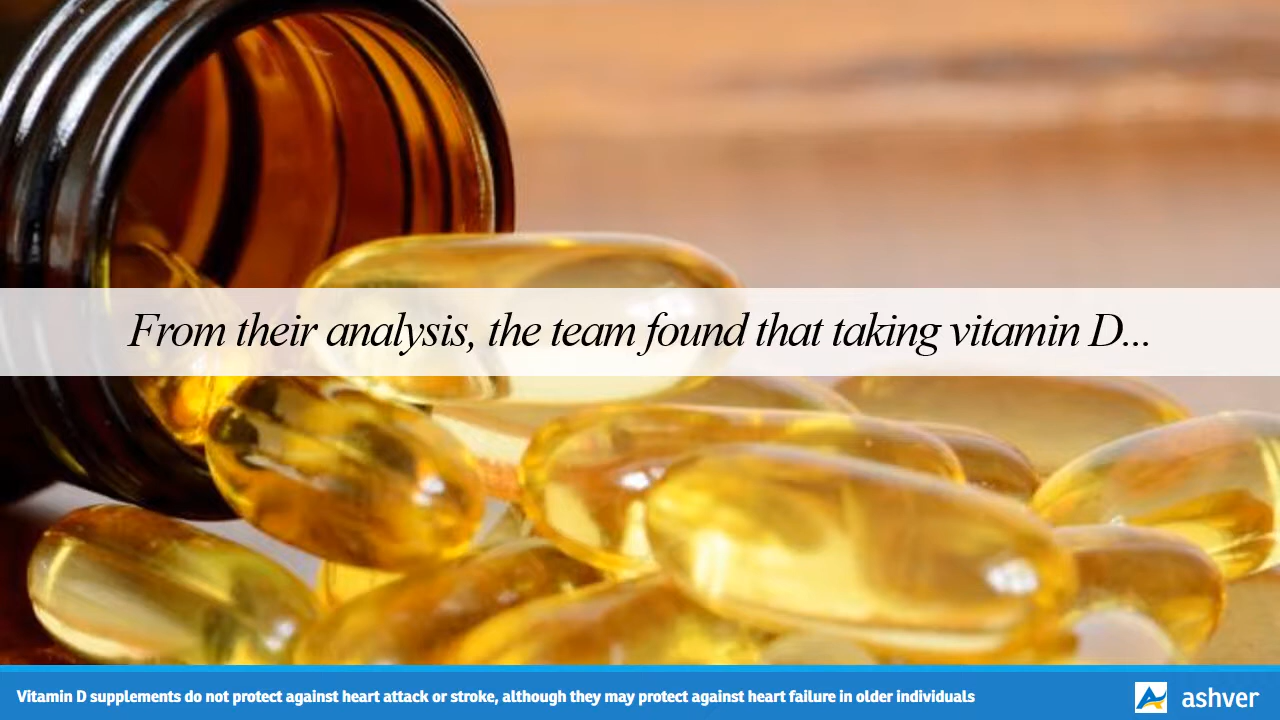 From their analysis, the team found that taking vitamin D...
Vitamin D supplements do not protect against heart attack or stroke, although they may protect against heart failure in older individuals
ashver